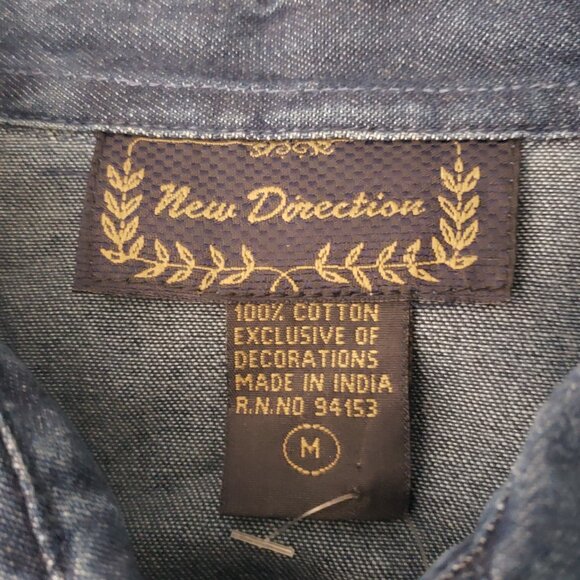 New Direction
100% COTTON
EXCLUSIVE OF
DECORATIONS
MADE IN INDIA
R.N.NO 94153
M